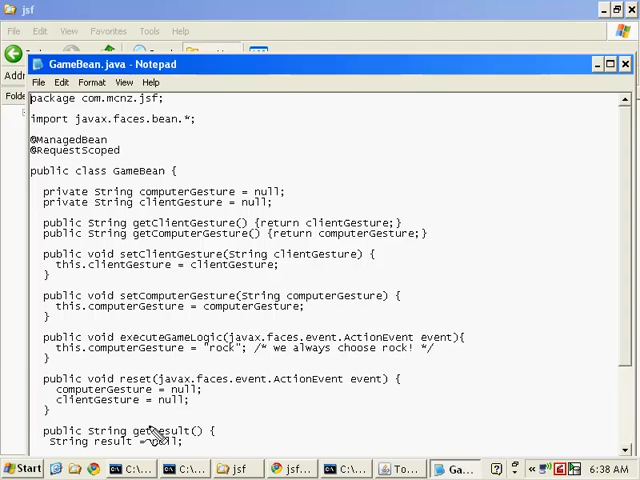 jsf
File Edit View Favorites Tools Help
GameBean.java - Notepad
File Edit Format View Help
package com.mcnz.jsf;
import javax.faces.bean.*;
@ManagedBean
@RequestScoped
public class GameBean {
private String computerGesture = null;
private String clientGesture = null;
public String getClientGesture() {return clientGesture;}
public String getComputerGesture() {return computerGesture;}
public void setClientGesture(String clientGesture) {
this.clientGesture = clientGesture;
}
public void setComputerGesture(String computerGesture) {
this.computerGesture = computerGesture;
}
public void executeGameLogic(javax.faces.event.ActionEvent event){
this.computerGesture = "rock"; /* we always choose rock! */
}
public void reset(javax.faces.event.ActionEvent event) {
computerGesture = null;
clientGesture = null;
}
public String getResult() {
String result = null;
Start C:\... C:\... jsf jsf... C:\... To... Ga... 6:38 AM